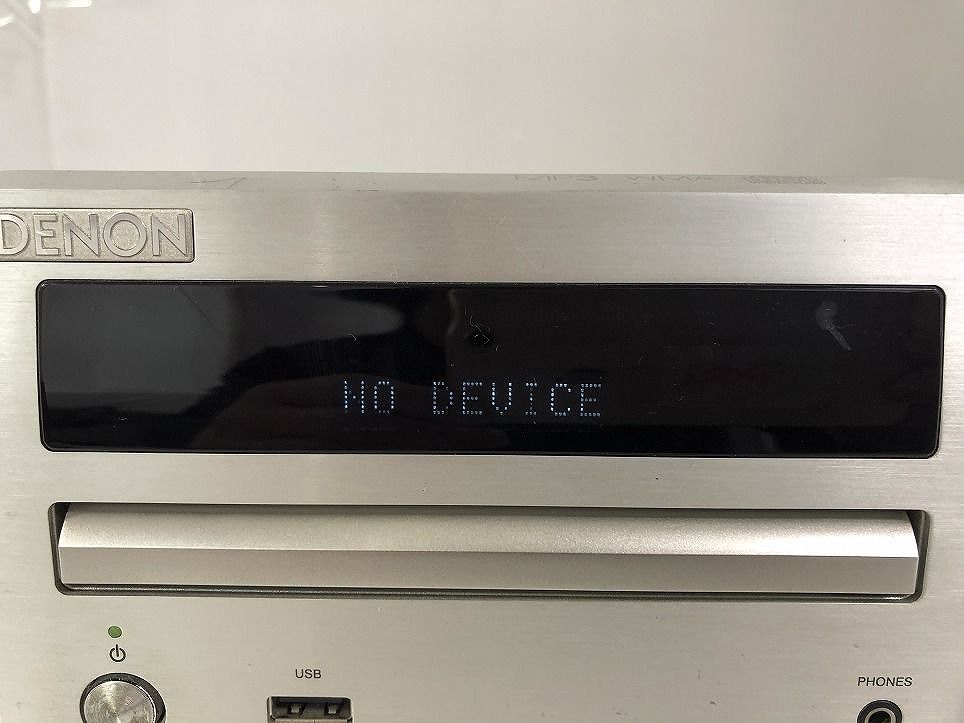 DENON
NO DEVICE
USB
PHONES